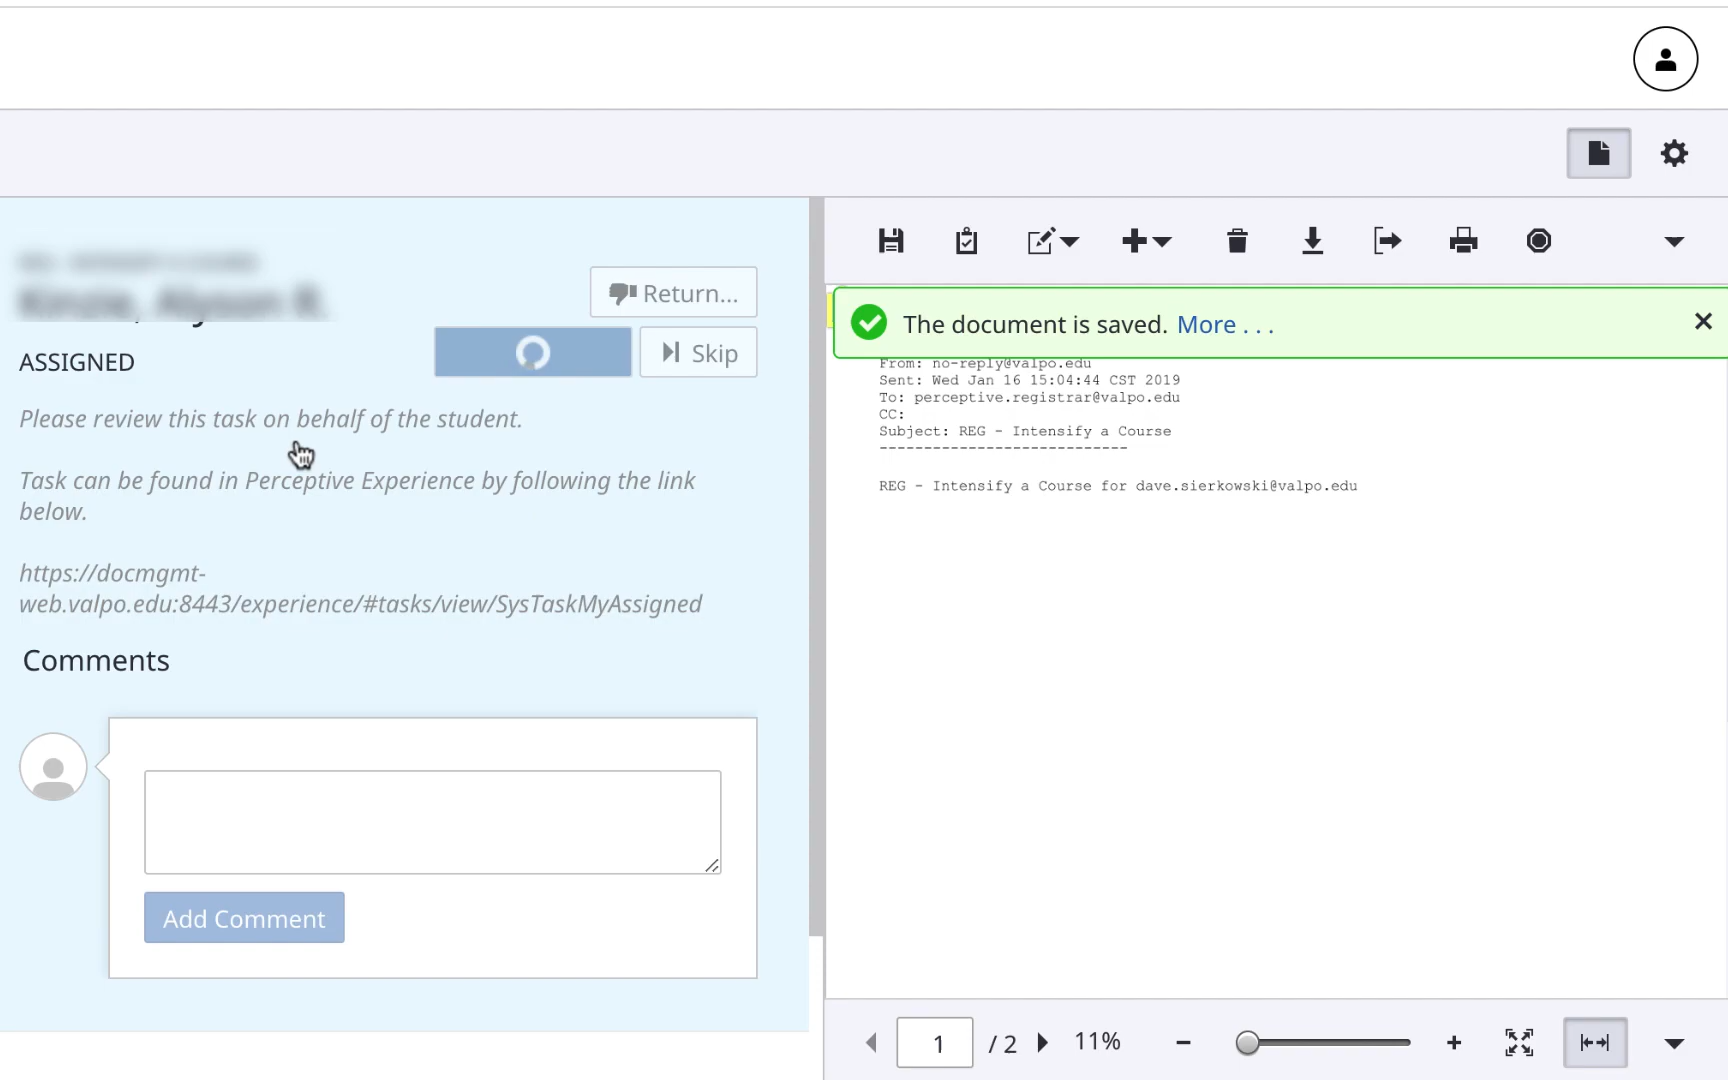 Return...
ASSIGNED
Skip
Please review this task on behalf of the student.
Task can be found in Perceptive Experience by following the link
below.
https://docmgmt-
web.valpo.edu:8443/experience/#tasks/view/SysTaskMyAssigned
Comments
Add Comment
The document is saved. More . . .
From: no-reply@valpo.edu
Sent: Wed Jan 16 15:04:44 CST 2019
To: perceptive.registrar@valpo.edu
CC:
Subject: REG - Intensify a Course
----------------------------
REG - Intensify a Course for dave.sierkowski@valpo.edu
1 / 2 11%